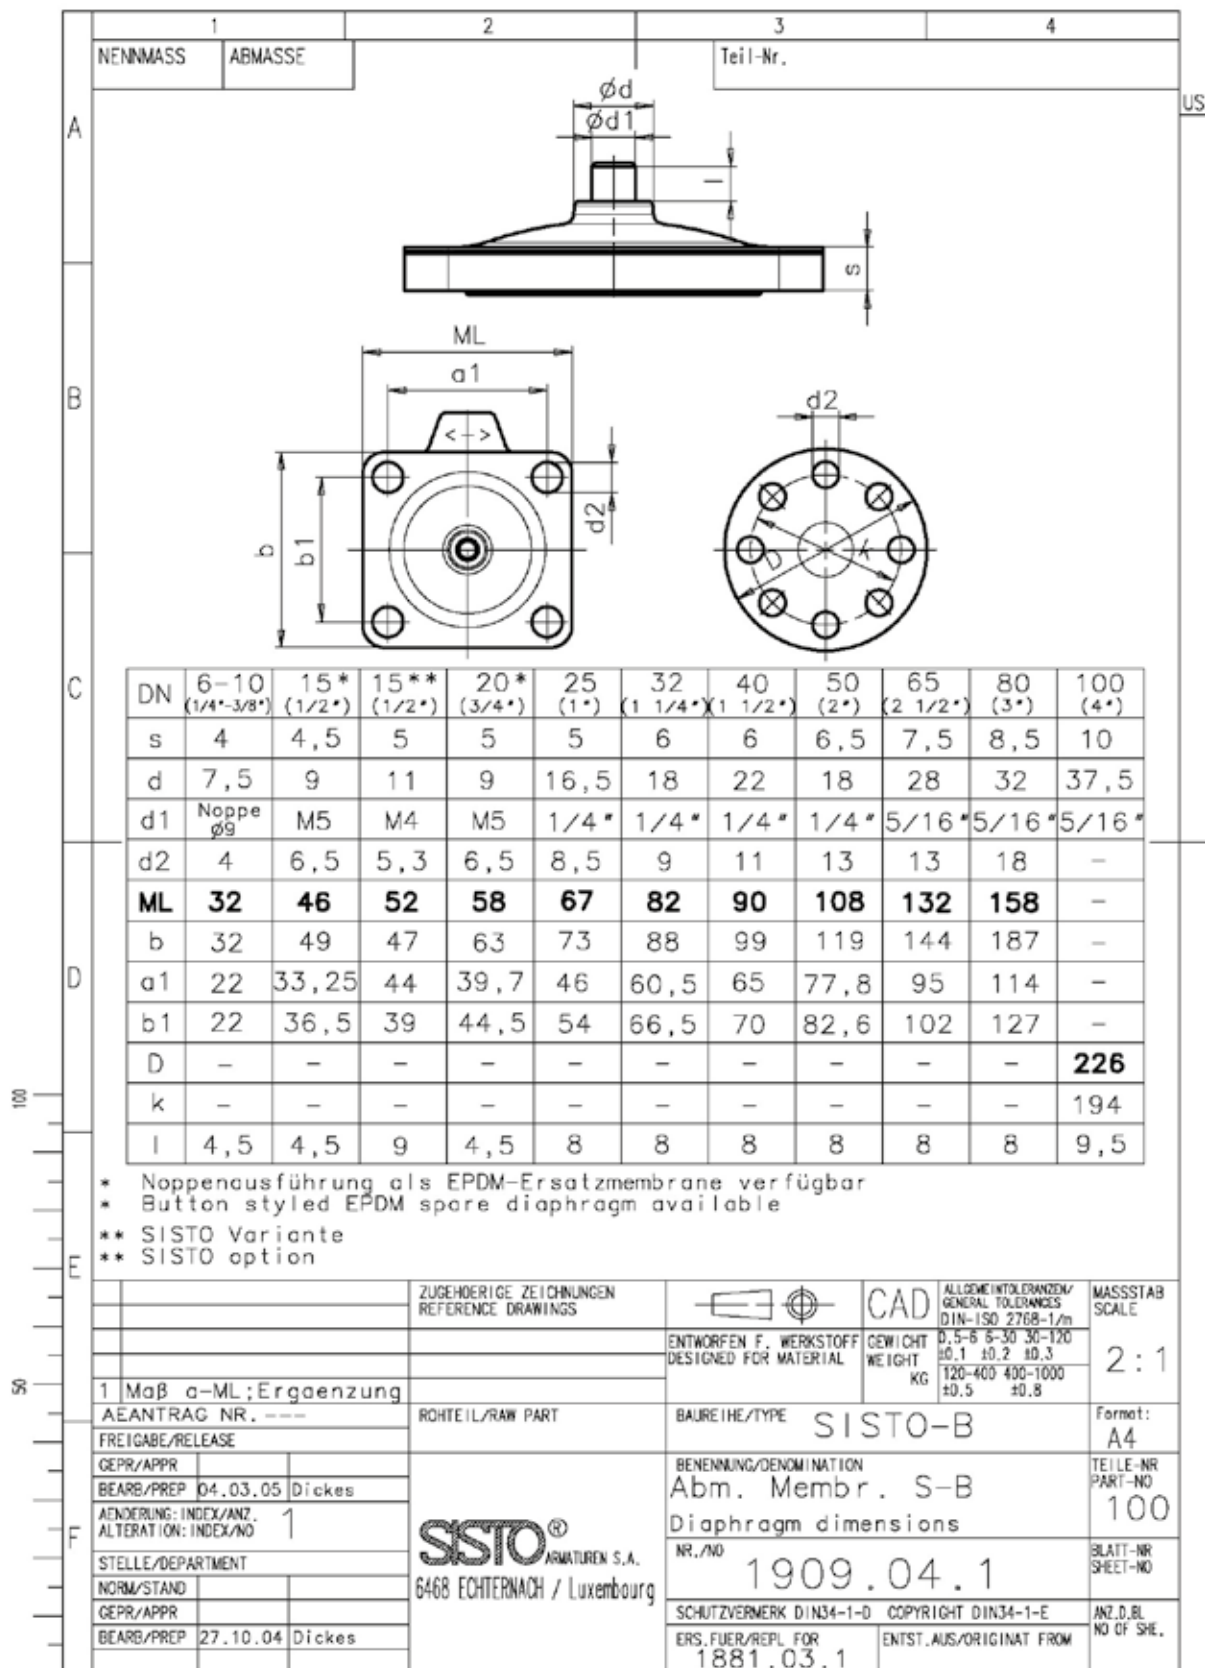 1 2 3 4
NENNMASS ABMASSE Teil-Nr.
US
A
Ød
Ød1
l
s
ML
a1
B
<->
d2
d2
b b1
D k
C
DN 6-10 15* 15** 20* 25 32 40 50 65 80 100
(1/4"-3/8") (1/2") (1/2") (3/4") (1") (1 1/4") (1 1/2") (2") (2 1/2") (3") (4")
s 4 4,5 5 5 5 6 6 6,5 7,5 8,5 10
d 7,5 9 11 9 16,5 18 22 18 28 32 37,5
d1 Noppe ø9 M5 M4 M5 1/4" 1/4" 1/4" 1/4" 5/16" 5/16" 5/16"
d2 4 6,5 5,3 6,5 8,5 9 11 13 13 18 -
ML 32 46 52 58 67 82 90 108 132 158 -
b 32 49 47 63 73 88 99 119 144 187 -
D
a1 22 33,25 44 39,7 46 60,5 65 77,8 95 114 -
b1 22 36,5 39 44,5 54 66,5 70 82,6 102 127 -
D - - - - - - - - - - 226
k - - - - - - - - - - 194
l 4,5 4,5 9 4,5 8 8 8 8 8 8 9,5
100
* Noppenausführung als EPDM-Ersatzmembrane verfügbar
* Button styled EPDM spare diaphragm available
** SISTO Variante
** SISTO option
E
ZUGEHOERIGE ZEICHNUNGEN
REFERENCE DRAWINGS
CAD
ALLGEMEINTOLERANZEN/
GENERAL TOLERANCES
DIN-ISO 2768-1/m
0.5-6 6-30 30-120
±0.1 ±0.2 ±0.3
120-400 400-1000
±0.5 ±0.8
MASSSTAB
SCALE
2:1
ENTWORFEN F. WERKSTOFF
DESIGNED FOR MATERIAL
GEWICHT
WEIGHT
KG
50
1 Maß a-ML;Ergaenzung
AEANTRAG NR. ---
ROHTEIL/RAW PART
BAUREIHE/TYPE SISTO-B
Format:
A4
FREIGABE/RELEASE
GEPR/APPR
BEARB/PREP 04.03.05 Dickes
BENENNUNG/DENOMINATION
Abm. Membr. S-B
Diaphragm dimensions
TEILE-NR
PART-NO
100
AENDERUNG: INDEX/ANZ.
ALTERATION: INDEX/NO 1
F
SISTO® ARMATUREN S.A.
6468 ECHTERNACH / Luxembourg
STELLE/DEPARTMENT
NR./NO 1909.04.1
BLATT-NR
SHEET-NO
NORM/STAND
GEPR/APPR
SCHUTZVERMERK DIN34-1-D COPYRIGHT DIN34-1-E
ANZ.D.BL
NO OF SHE.
BEARB/PREP 27.10.04 Dickes
ERS.FUER/REPL FOR
1881.03.1
ENTST.AUS/ORIGINAT FROM